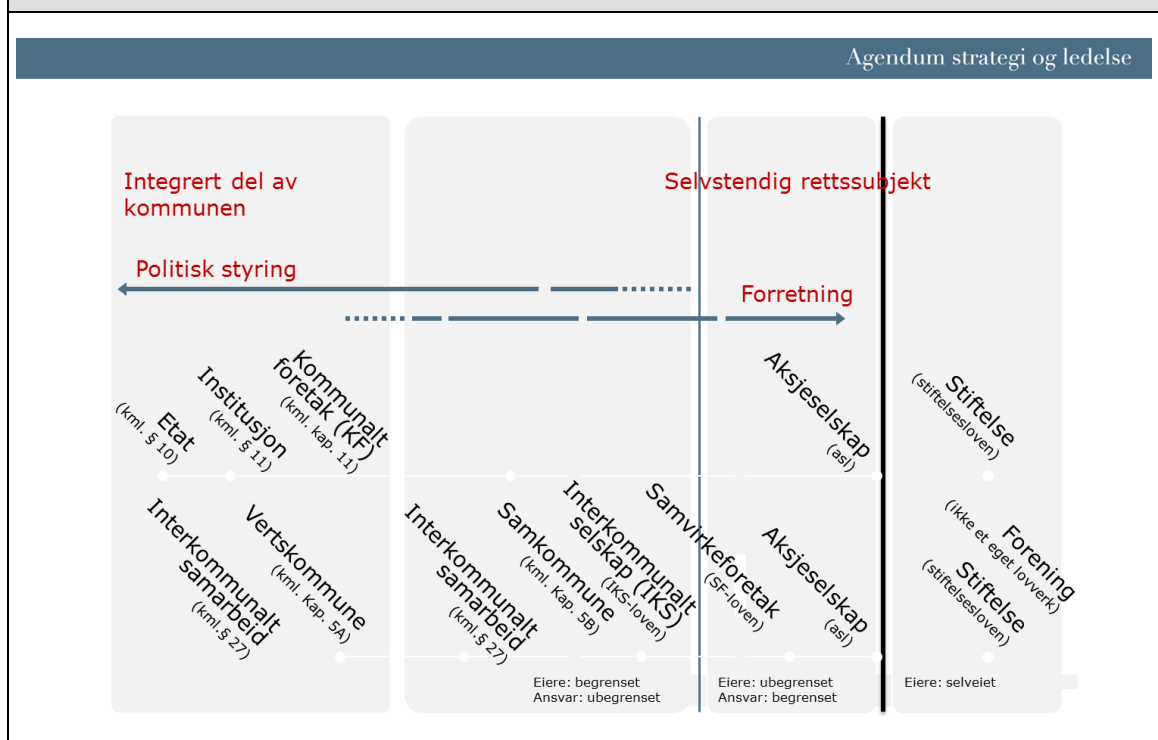 Agendum strategi og ledelse
Integrert del av
kommunen
Selvstendig rettssubjekt
Politisk styring
Forretning
Etat
(kml. § 10)
Institusjon
(kml. § 11)
Kommunalt
foretak (KF)
(kml. kap. 11)
Aksjeselskap
(asl)
Stiftelse
(stiftelsesloven)
Interkommunalt
samarbeid
(kml.§ 27)
Vertskommune
(kml. Kap. 5A)
Interkommunalt
samarbeid
(kml.§ 27)
Samkommune
(kml. Kap. 5B)
Interkommunalt
selskap (IKS)
(IKS-loven)
Samvirkeforetak
(SF-loven)
Aksjeselskap
(asl)
Forening
(ikke et eget lovverk)
Stiftelse
(stiftelsesloven)
Eiere: begrenset
Ansvar: ubegrenset
Eiere: ubegrenset
Ansvar: begrenset
Eiere: selveiet